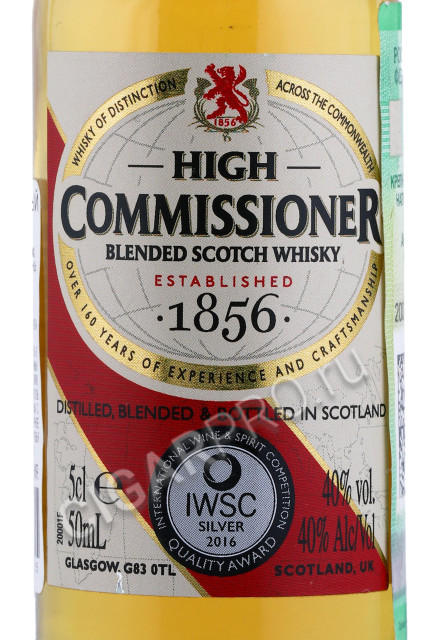 WHISKY OF DISTINCTION
ACROSS THE COMMONWEALTH
1856
HIGH
COMMISSIONER
BLENDED SCOTCH WHISKY
ESTABLISHED
·1856·
OVER 160 YEARS OF EXPERIENCE AND CRAFTSMANSHIP
DISTILLED, BLENDED & BOTTLED IN SCOTLAND
INTERNATIONAL WINE & SPIRIT COMPETITION
IWSC
SILVER
2016
QUALITY AWARD
5cl e
50mL
GLASGOW. G83 0TL
40% vol.
40% Alc/Vol
SCOTLAND, UK
CIGARPRO.ru